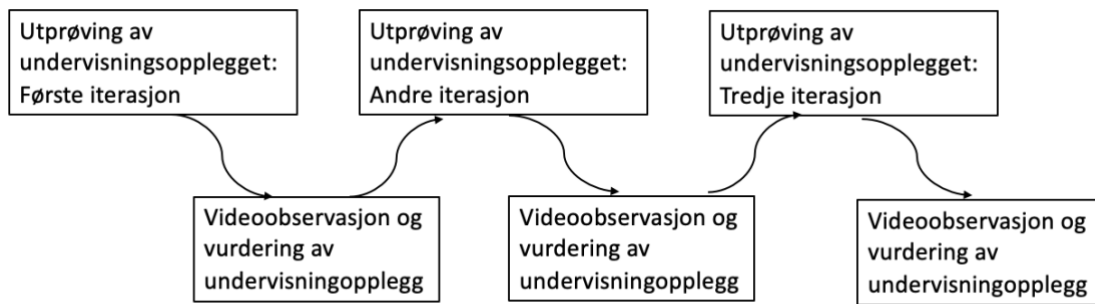 Utprøving av
undervisningsopplegget:
Første iterasjon
Utprøving av
undervisningsopplegget:
Andre iterasjon
Utprøving av
undervisningsopplegget:
Tredje iterasjon
Videoobservasjon og
vurdering av
undervisningopplegg
Videoobservasjon og
vurdering av
undervisningopplegg
Videoobservasjon og
vurdering av
undervisningopplegg